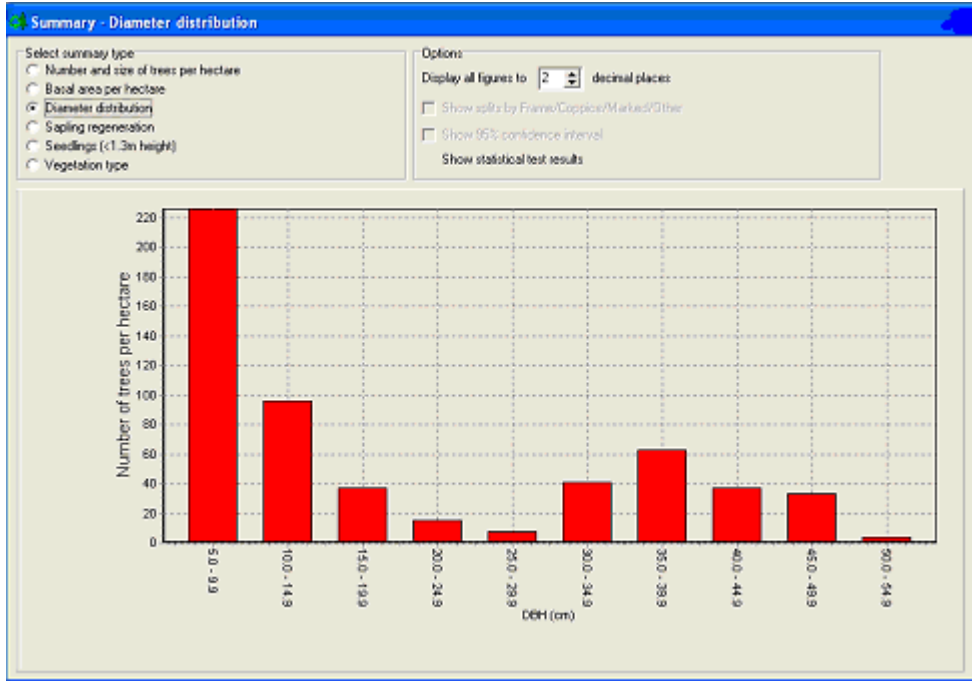 Summary - Diameter distribution
Select summary type
Number and size of trees per hectare
Basal area per hectare
Diameter distribution
Sapling regeneration
Seedlings (<1.3m height)
Vegetation type
Options
Display all figures to 2 decimal places
Show splits by Frame/Coppice/Marked/Other
Show 95% confidence interval
Show statistical test results
Number of trees per hectare
220
200
180
160
140
120
100
80
60
40
20
0
5.0 - 9.9
10.0 - 14.9
15.0 - 19.9
20.0 - 24.9
25.0 - 29.9
30.0 - 34.9
35.0 - 39.9
40.0 - 44.9
45.0 - 49.9
50.0 - 54.9
DBH (cm)